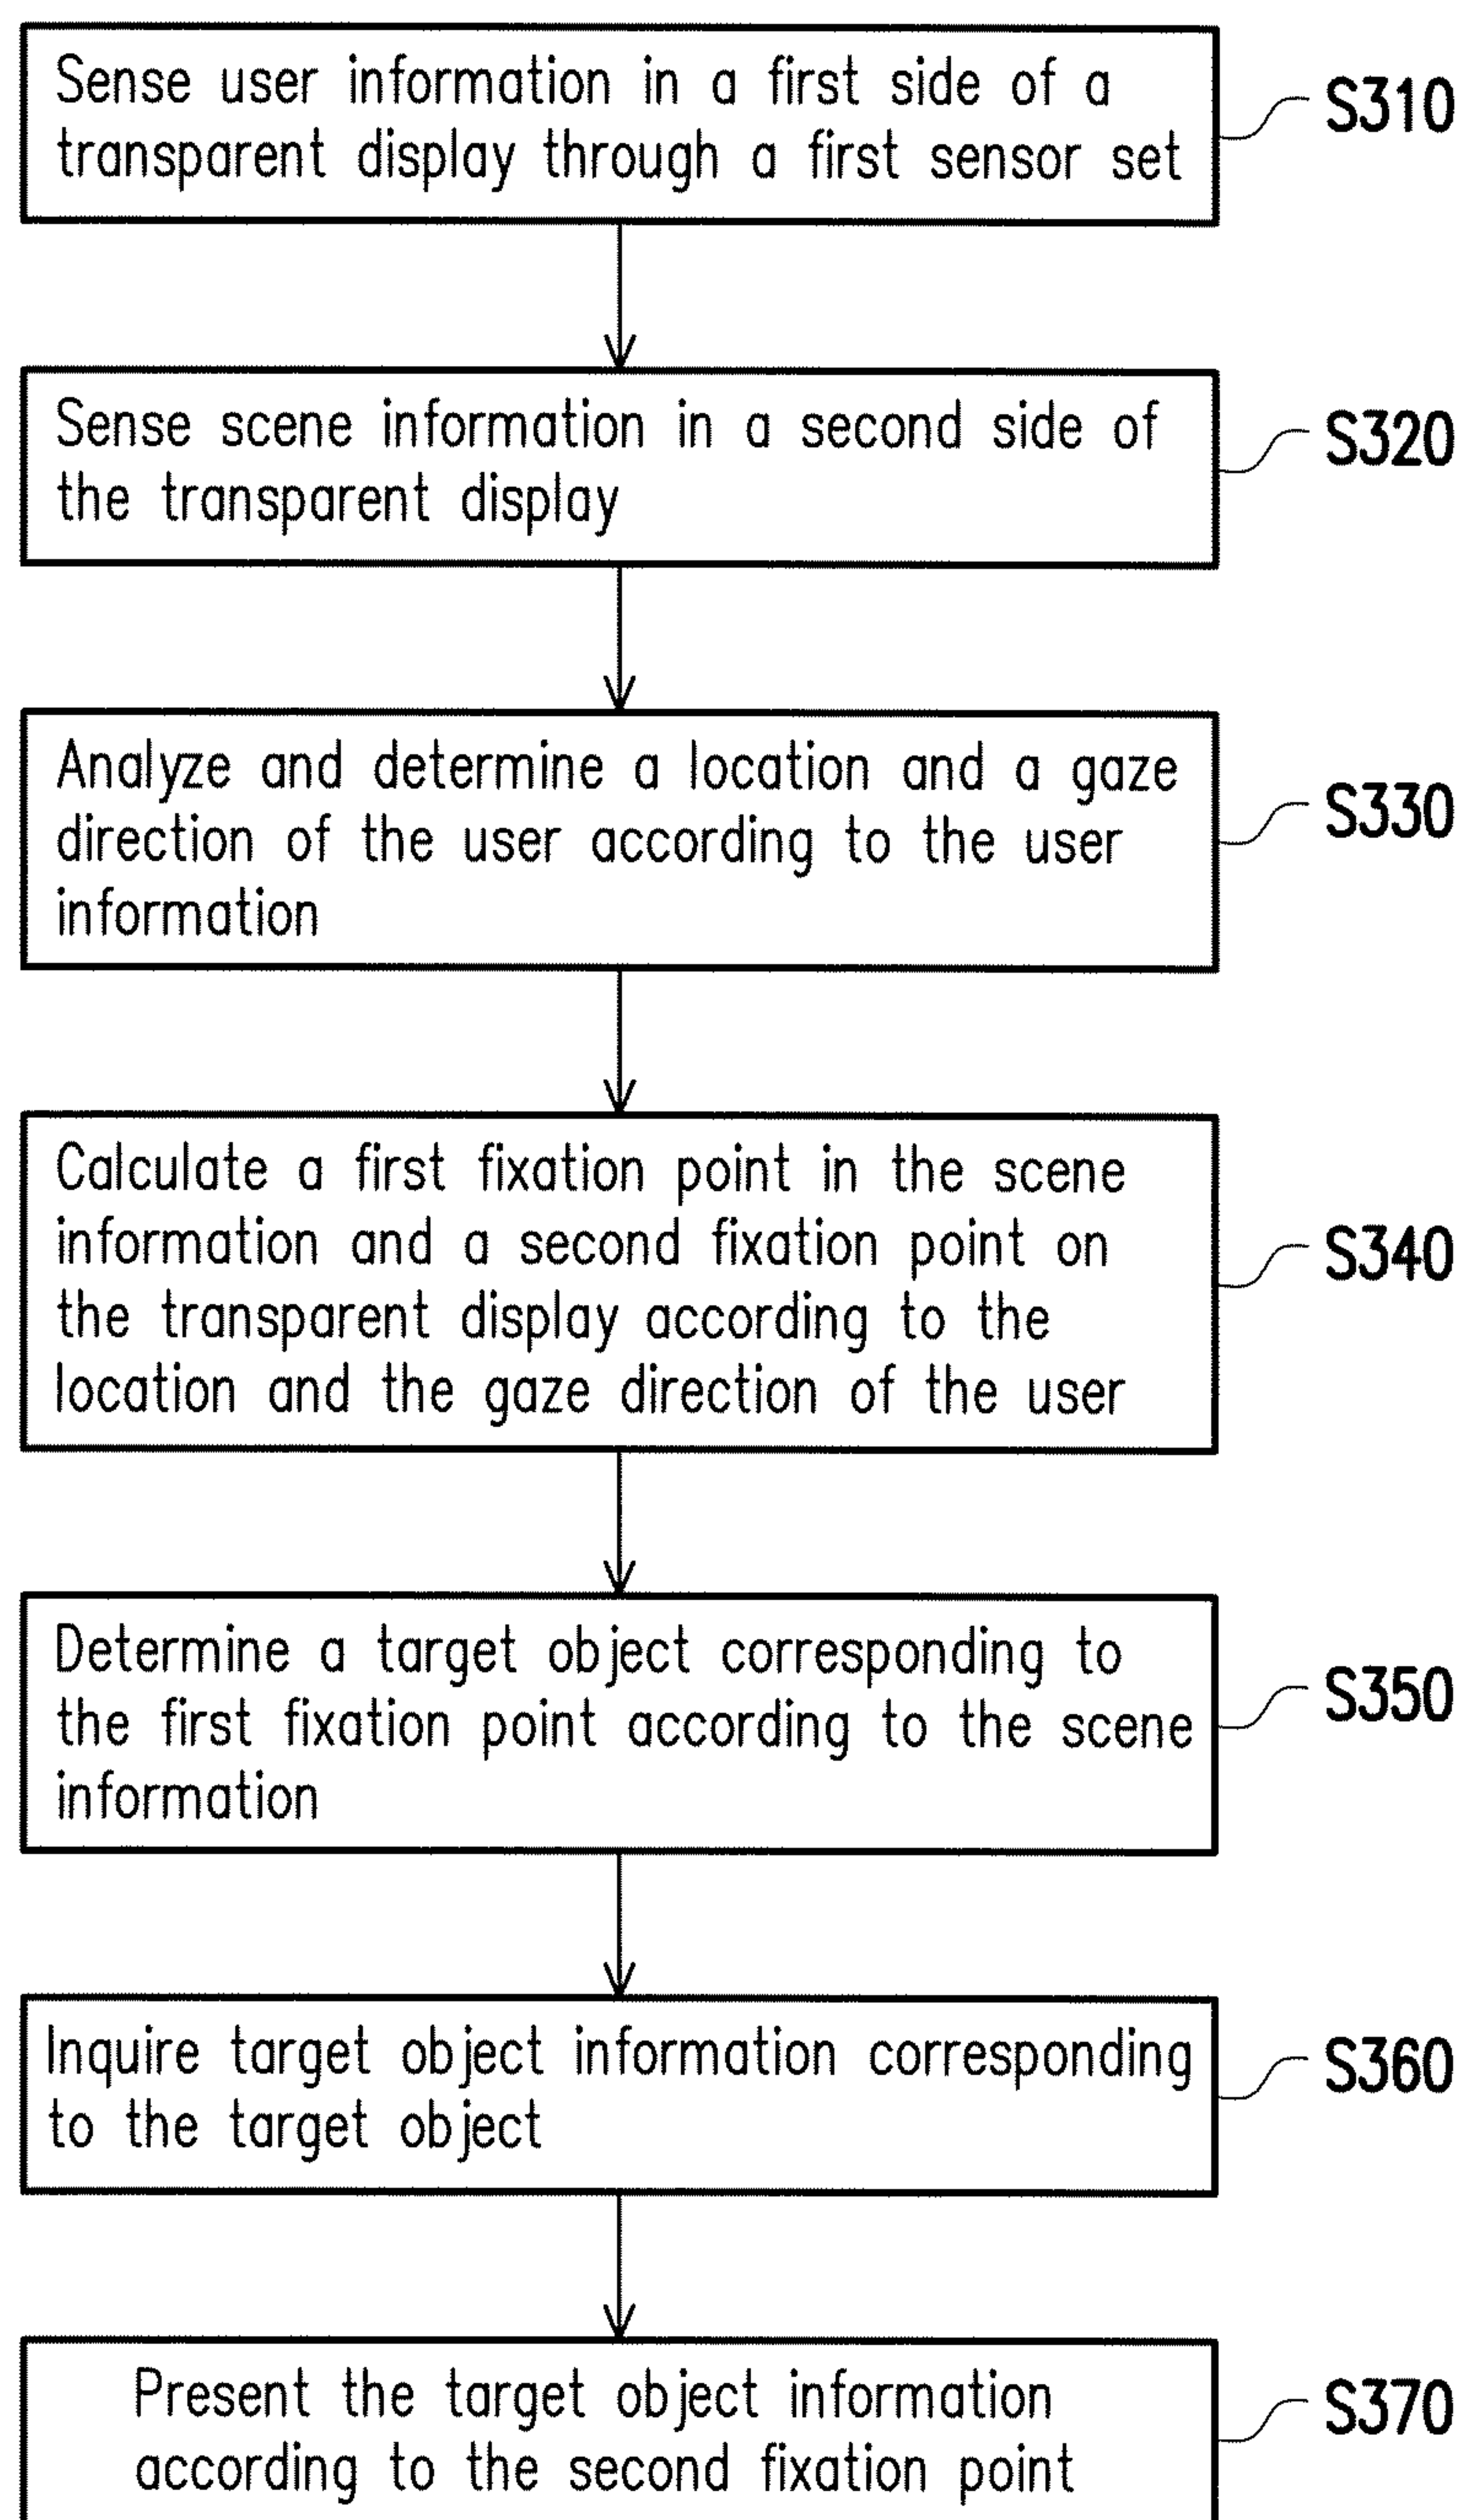 Sense user information in a first side of a
transparent display through a first sensor set
S310
Sense scene information in a second side of
the transparent display
S320
Analyze and determine a location and a gaze
direction of the user according to the user
information
S330
Calculate a first fixation point in the scene
information and a second fixation point on
the transparent display according to the
location and the gaze direction of the user
S340
Determine a target object corresponding to
the first fixation point according to the scene
information
S350
Inquire target object information corresponding
to the target object
S360
Present the target object information
according to the second fixation point
S370